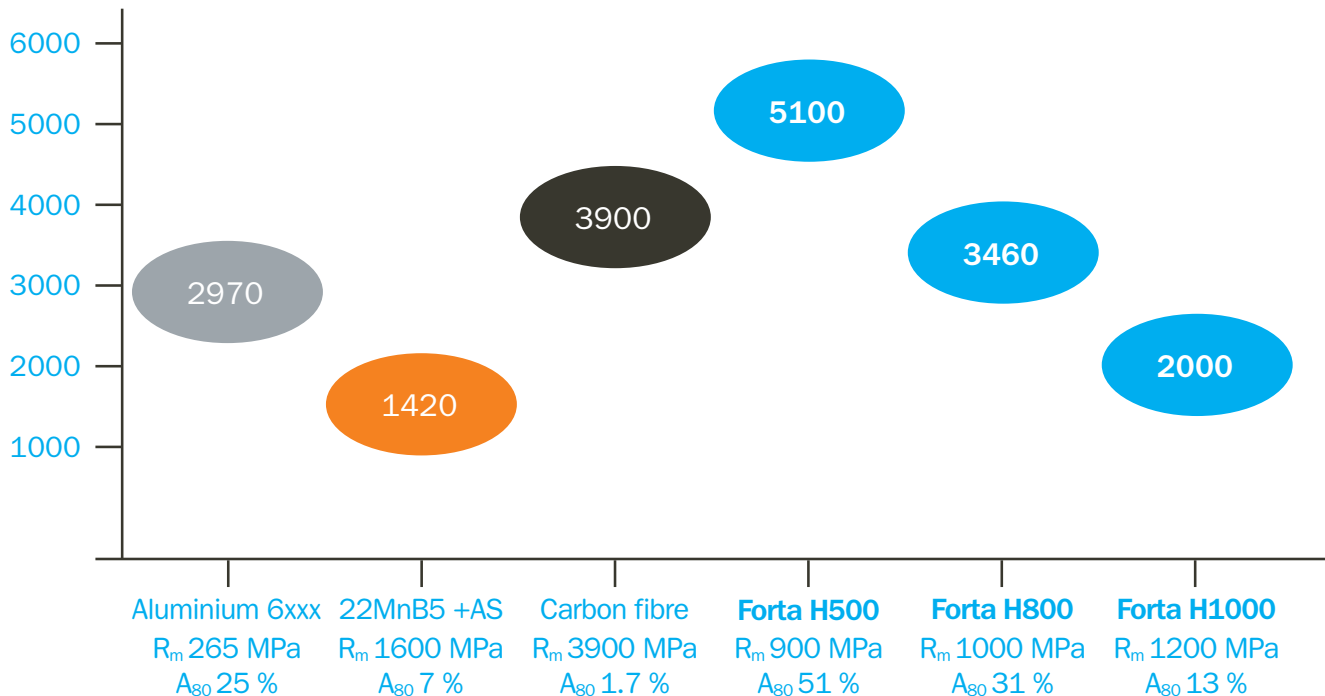 6000
5000
4000
3000
2000
1000
2970
1420
3900
5100
3460
2000
Aluminium 6xxx
Rm 265 MPa
A80 25 %
22MnB5 +AS
Rm 1600 MPa
A80 7 %
Carbon fibre
Rm 3900 MPa
A80 1.7 %
Forta H500
Rm 900 MPa
A80 51 %
Forta H800
Rm 1000 MPa
A80 31 %
Forta H1000
Rm 1200 MPa
A80 13 %